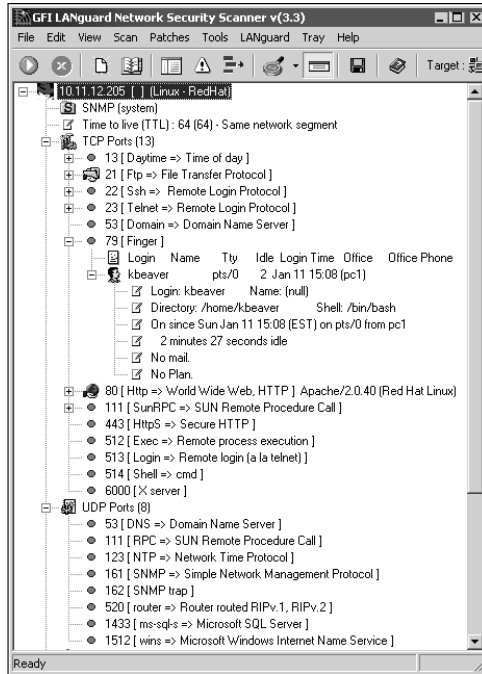 GFI LANguard Network Security Scanner v(3.3)
File Edit View Scan Patches Tools LANguard Tray Help
Target :
10.11.12.205 [ ] (Linux - RedHat)
SNMP (system)
Time to live (TTL) : 64 (64) - Same network segment
TCP Ports (13)
13 [ Daytime => Time of day ]
21 [ Ftp => File Transfer Protocol ]
22 [ Ssh => Remote Login Protocol ]
23 [ Telnet => Remote Login Protocol ]
53 [ Domain => Domain Name Server ]
79 [ Finger ]
Login Name Tty Idle Login Time Office Office Phone
kbeaver pts/0 2 Jan 11 15:08 (pc1)
Login: kbeaver Name: (null)
Directory: /home/kbeaver Shell: /bin/bash
On since Sun Jan 11 15:08 (EST) on pts/0 from pc1
2 minutes 27 seconds idle
No mail.
No Plan.
80 [ Http => World Wide Web, HTTP ] Apache/2.0.40 (Red Hat Linux)
111 [ SunRPC => SUN Remote Procedure Call ]
443 [ HttpS => Secure HTTP ]
512 [ Exec => Remote process execution ]
513 [ Login => Remote login (a la telnet) ]
514 [ Shell => cmd ]
6000 [ X server ]
UDP Ports (8)
53 [ DNS => Domain Name Server ]
111 [ RPC => SUN Remote Procedure Call ]
123 [ NTP => Network Time Protocol ]
161 [ SNMP => Simple Network Management Protocol ]
162 [ SNMP trap ]
520 [ router => Router routed RIPv.1, RIPv.2 ]
1433 [ ms-sql-s => Microsoft SQL Server ]
1512 [ wins => Microsoft Windows Internet Name Service ]
Ready